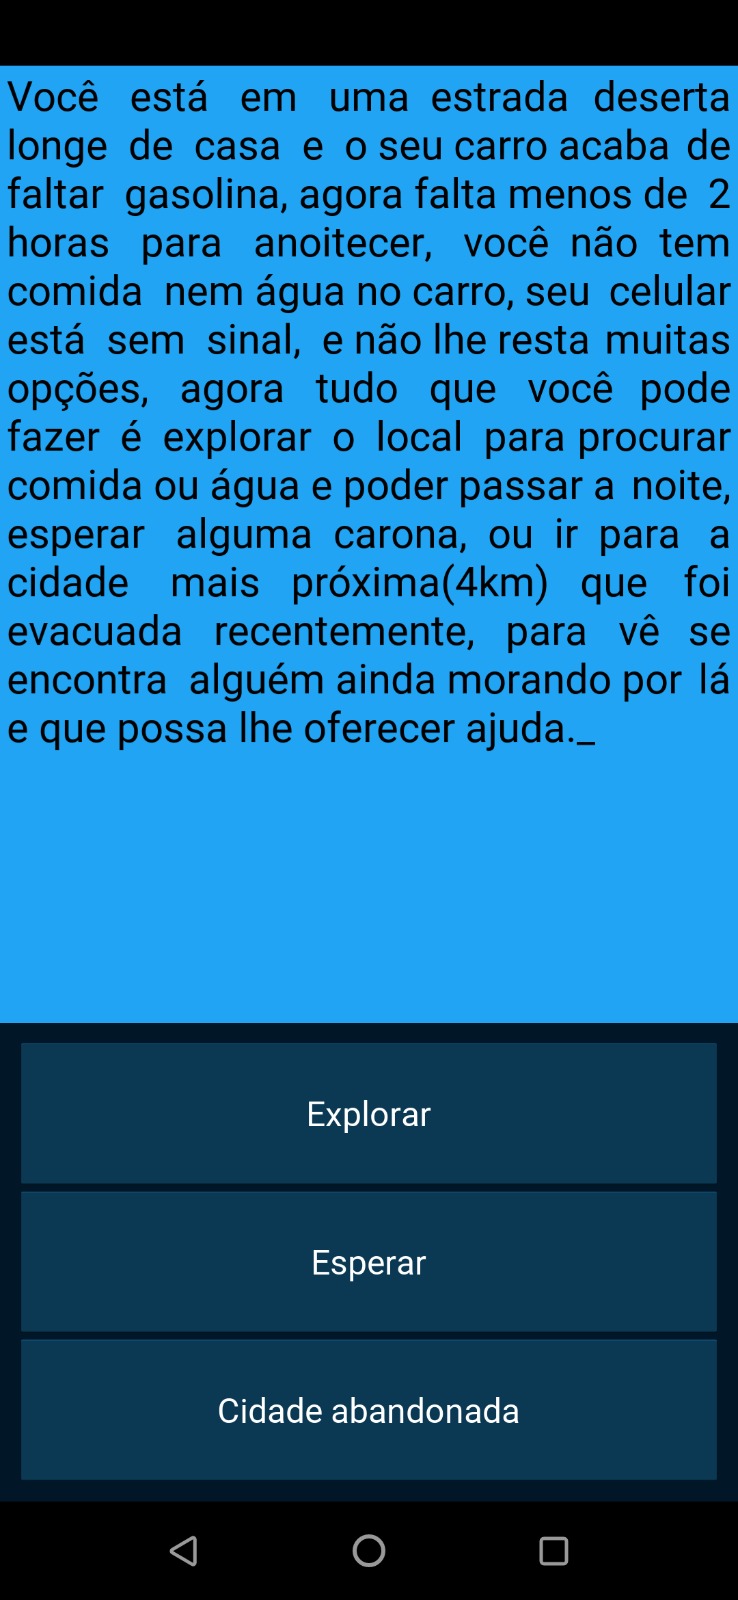 Você está em uma estrada deserta
longe de casa e o seu carro acaba de
faltar gasolina, agora falta menos de 2
horas para anoitecer, você não tem
comida nem água no carro, seu celular
está sem sinal, e não lhe resta muitas
opções, agora tudo que você pode
fazer é explorar o local para procurar
comida ou água e poder passar a noite,
esperar alguma carona, ou ir para a
cidade mais próxima(4km) que foi
evacuada recentemente, para vê se
encontra alguém ainda morando por lá
e que possa lhe oferecer ajuda._
Explorar
Esperar
Cidade abandonada